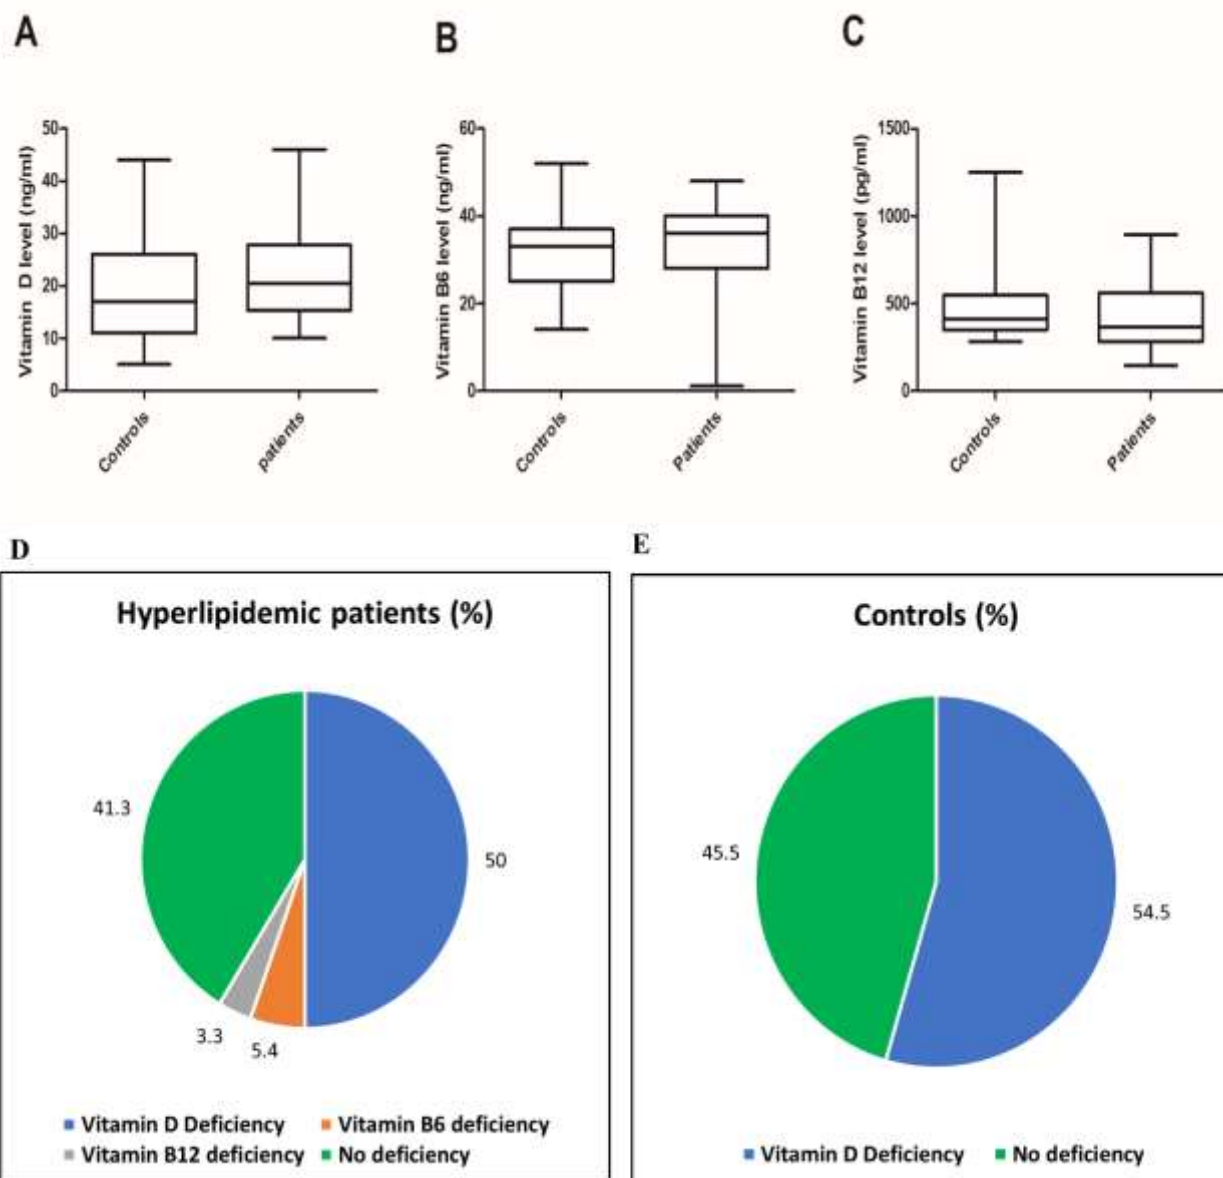 A
B
C
Vitamin D level (ng/ml)
50
40
30
20
10
0
Controls
patients
Vitamin B6 level (ng/ml)
60
40
20
0
Controls
Patients
Vitamin B12 level (pg/ml)
1500
1000
500
0
Controls
Patients
D
Hyperlipidemic patients (%)
41.3
50
3.3
5.4
Vitamin D Deficiency
Vitamin B6 deficiency
Vitamin B12 deficiency
No deficiency
E
Controls (%)
45.5
54.5
Vitamin D Deficiency
No deficiency